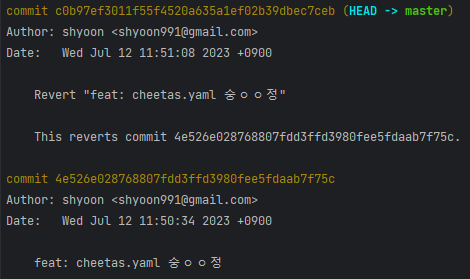 commit c0b97ef3011f55f4520a635a1ef02b39dbec7ceb (HEAD -> master)
Author: shyoon <shyoon991@gmail.com>
Date:   Wed Jul 12 11:51:08 2023 +0900
Revert "feat: cheetas.yaml 숭ㅇㅇ정"
This reverts commit 4e526e028768807fdd3ffd3980fee5fdaab7f75c.
commit 4e526e028768807fdd3ffd3980fee5fdaab7f75c
Author: shyoon <shyoon991@gmail.com>
Date:   Wed Jul 12 11:50:34 2023 +0900
feat: cheetas.yaml 숭ㅇㅇ정